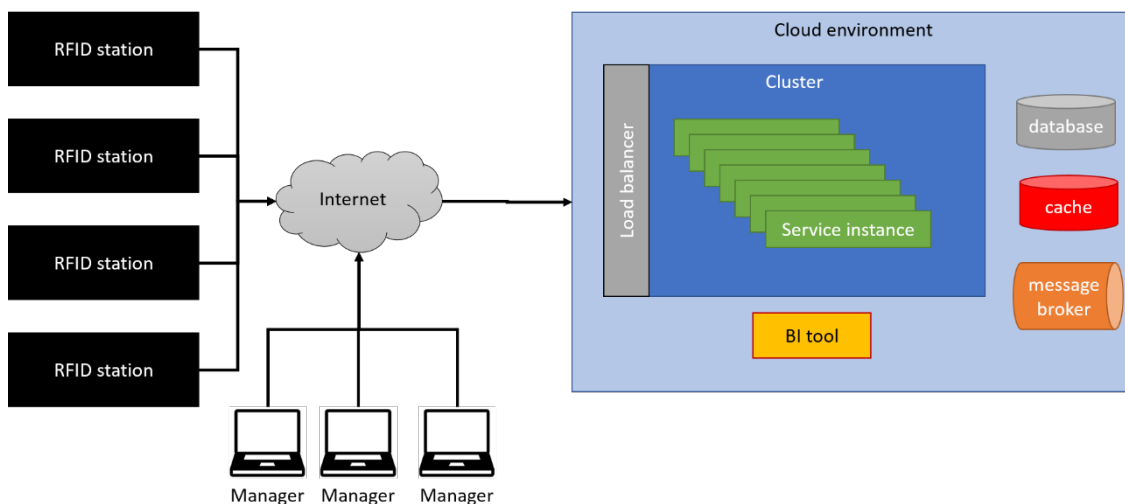 RFID station
RFID station
RFID station
RFID station
Internet
Manager
Manager
Manager
Cloud environment
Load balancer
Cluster
Service instance
BI tool
database
cache
message
broker